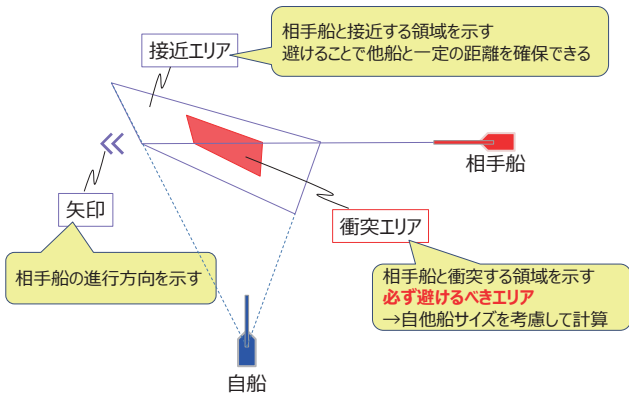 相手船と接近する領域を示す
避けることで他船と一定の距離を確保できる
接近エリア
相手船
矢印
相手船の進行方向を示す
衝突エリア
相手船と衝突する領域を示す
必ず避けるべきエリア
→自他船サイズを考慮して計算
自船